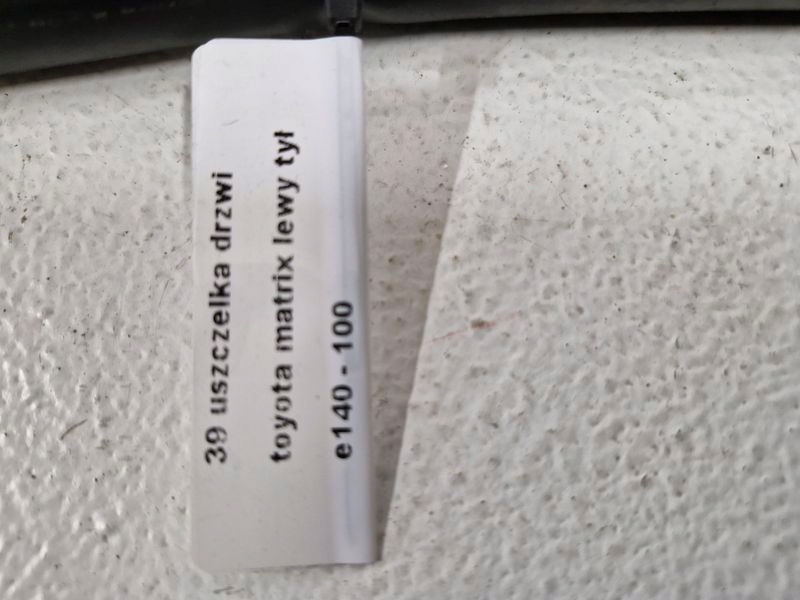 39 uszczelka drzwi
toyota matrix lewy tył
e140 - 100